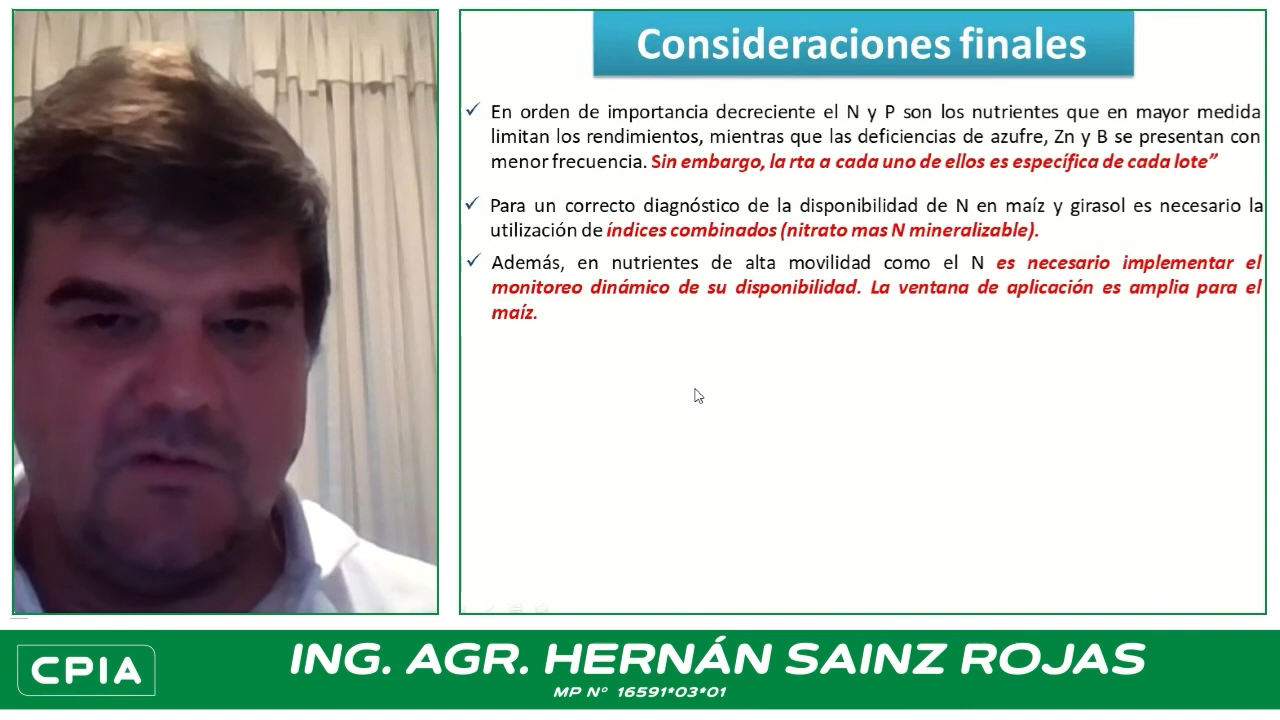 Consideraciones finales
✓ En orden de importancia decreciente el N y P son los nutrientes que en mayor medida
limitan los rendimientos, mientras que las deficiencias de azufre, Zn y B se presentan con
menor frecuencia. Sin embargo, la rta a cada uno de ellos es específica de cada lote”
✓ Para un correcto diagnóstico de la disponibilidad de N en maíz y girasol es necesario la
utilización de índices combinados (nitrato mas N mineralizable).
✓ Además, en nutrientes de alta movilidad como el N es necesario implementar el
monitoreo dinámico de su disponibilidad. La ventana de aplicación es amplia para el
maíz.
CPIA
ING. AGR. HERNÁN SAINZ ROJAS
MP Nº 16591*03*01